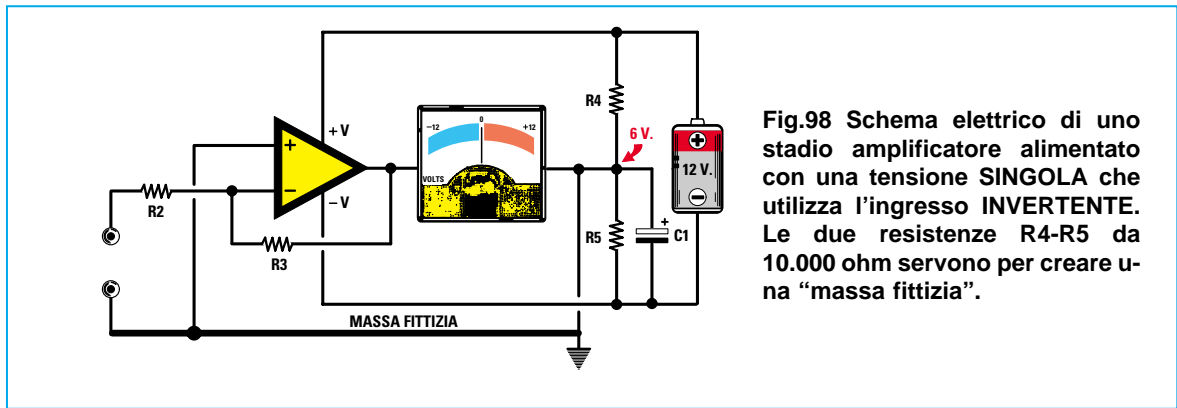 R4
+V
−12
0
+12
6 V.
+
−
VOLTS
12 V.
R2
−V
+
R5
C1
R3
MASSA FITTIZIA
Fig.98 Schema elettrico di uno
stadio amplificatore alimentato
con una tensione SINGOLA che
utilizza l'ingresso INVERTENTE.
Le due resistenze R4-R5 da
10.000 ohm servono per creare u-
na "massa fittizia".